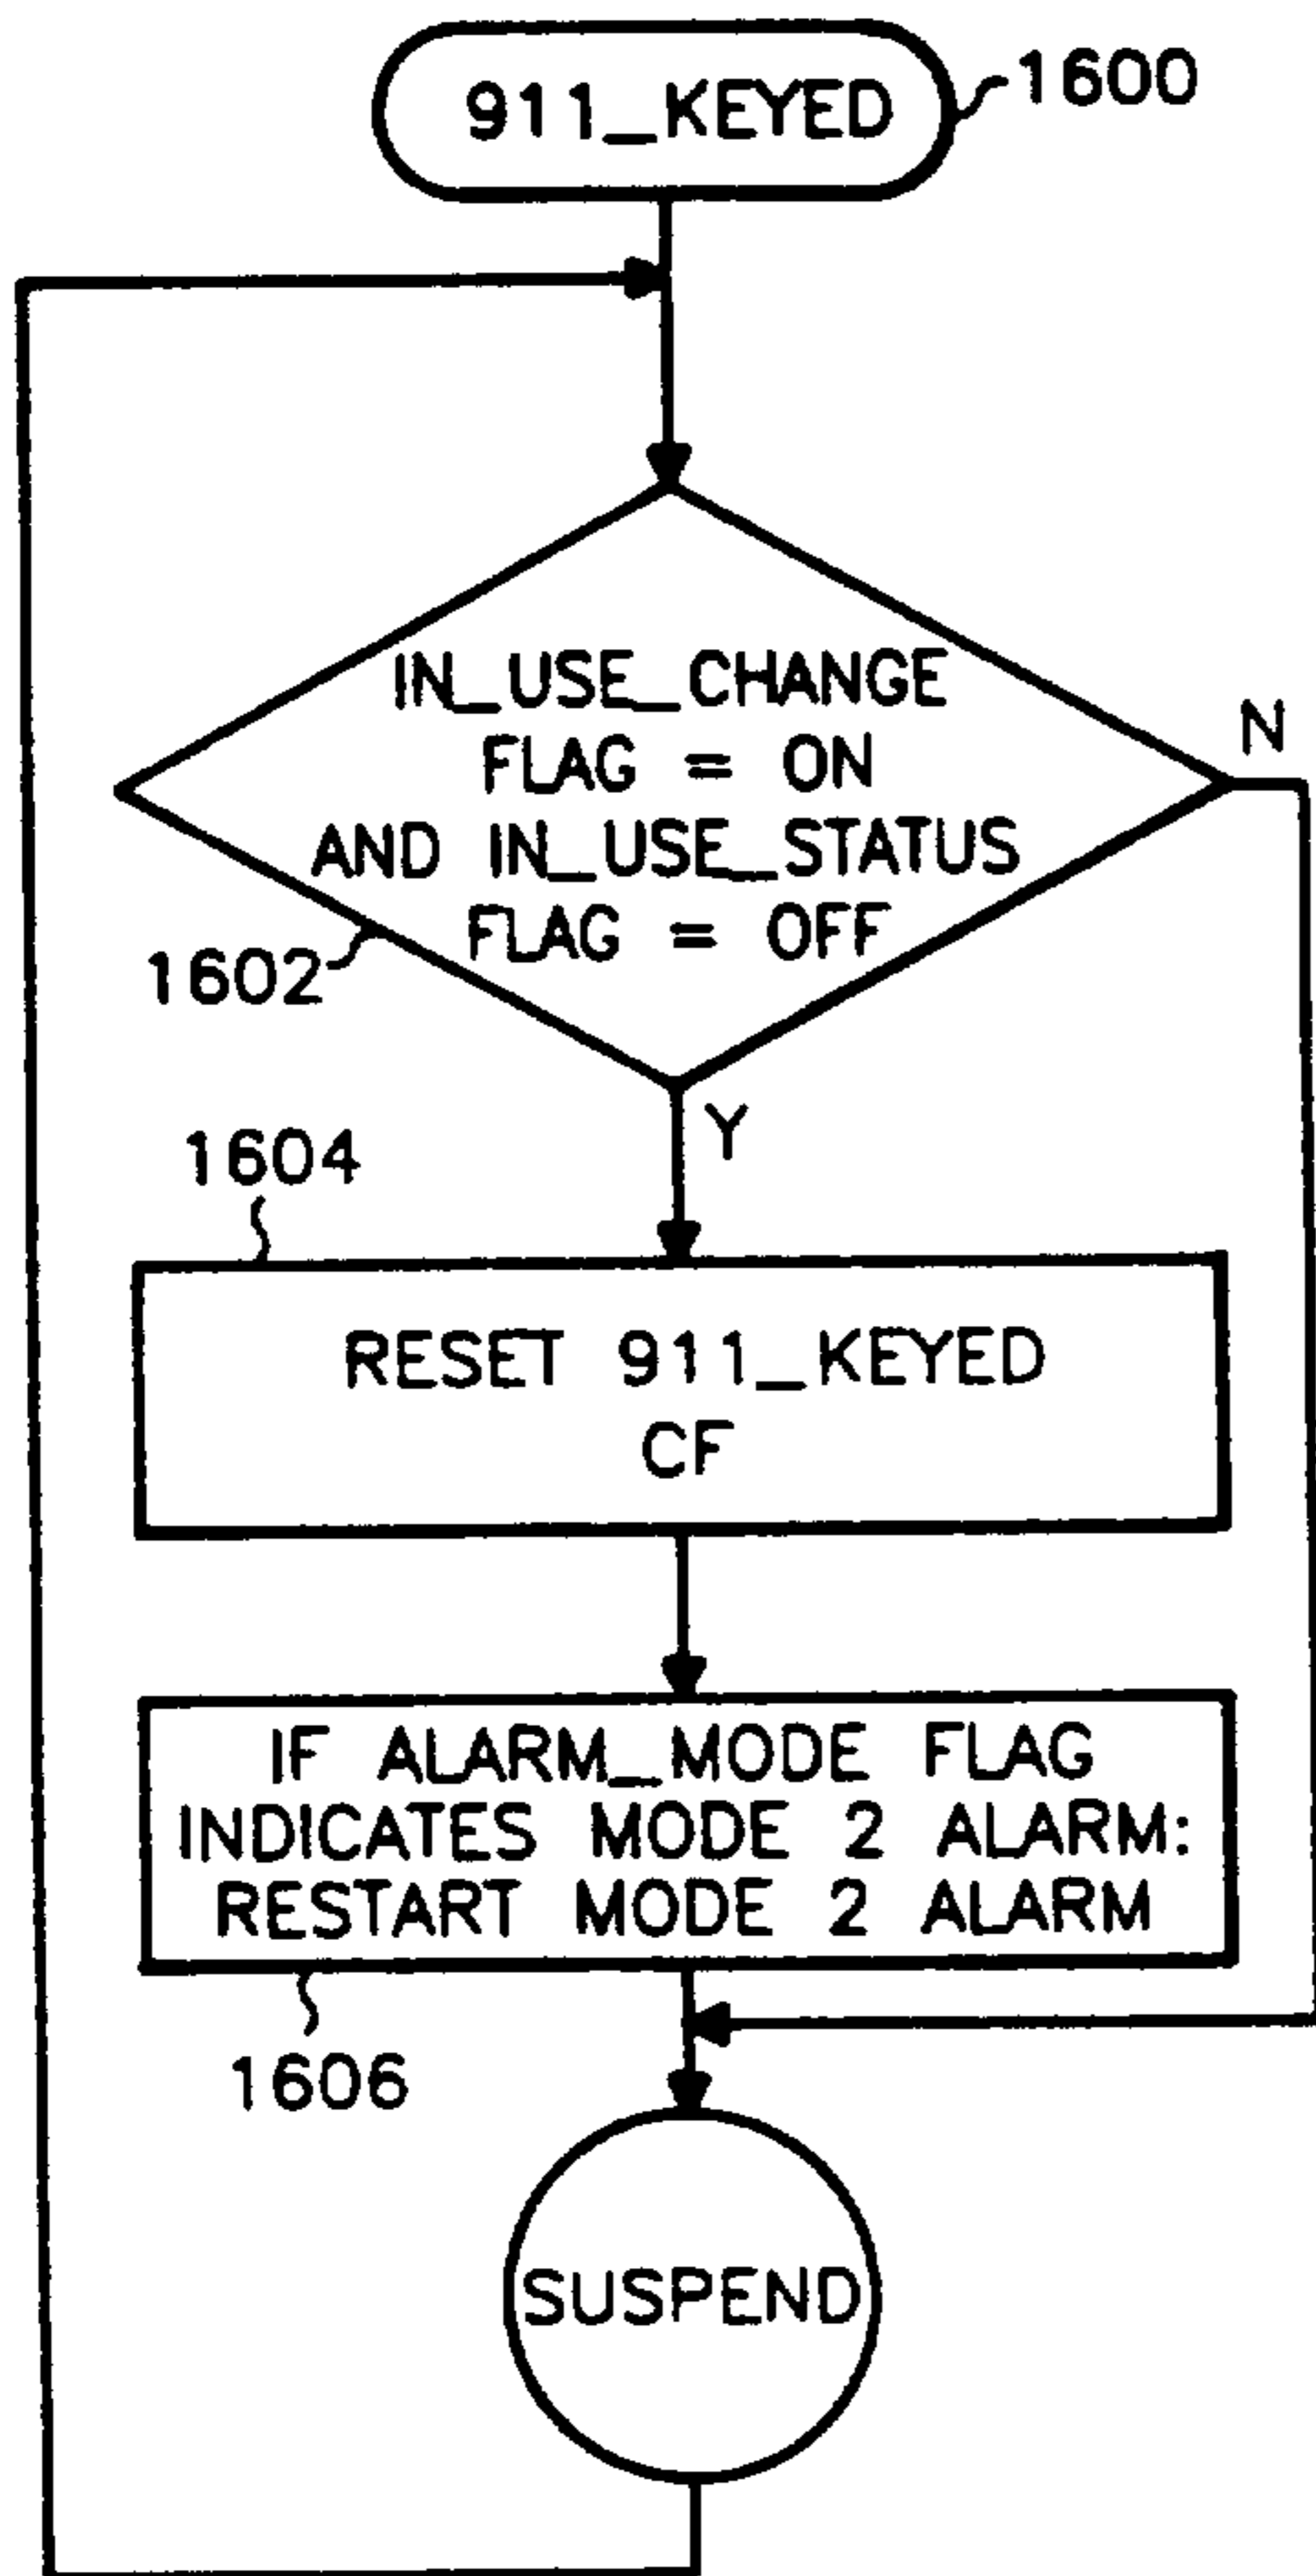 911_KEYED
1600
IN_USE_CHANGE
FLAG = ON
AND IN_USE_STATUS
FLAG = OFF
N
1602
Y
1604
RESET 911_KEYED
CF
IF ALARM_MODE FLAG
INDICATES MODE 2 ALARM:
RESTART MODE 2 ALARM
1606
SUSPEND